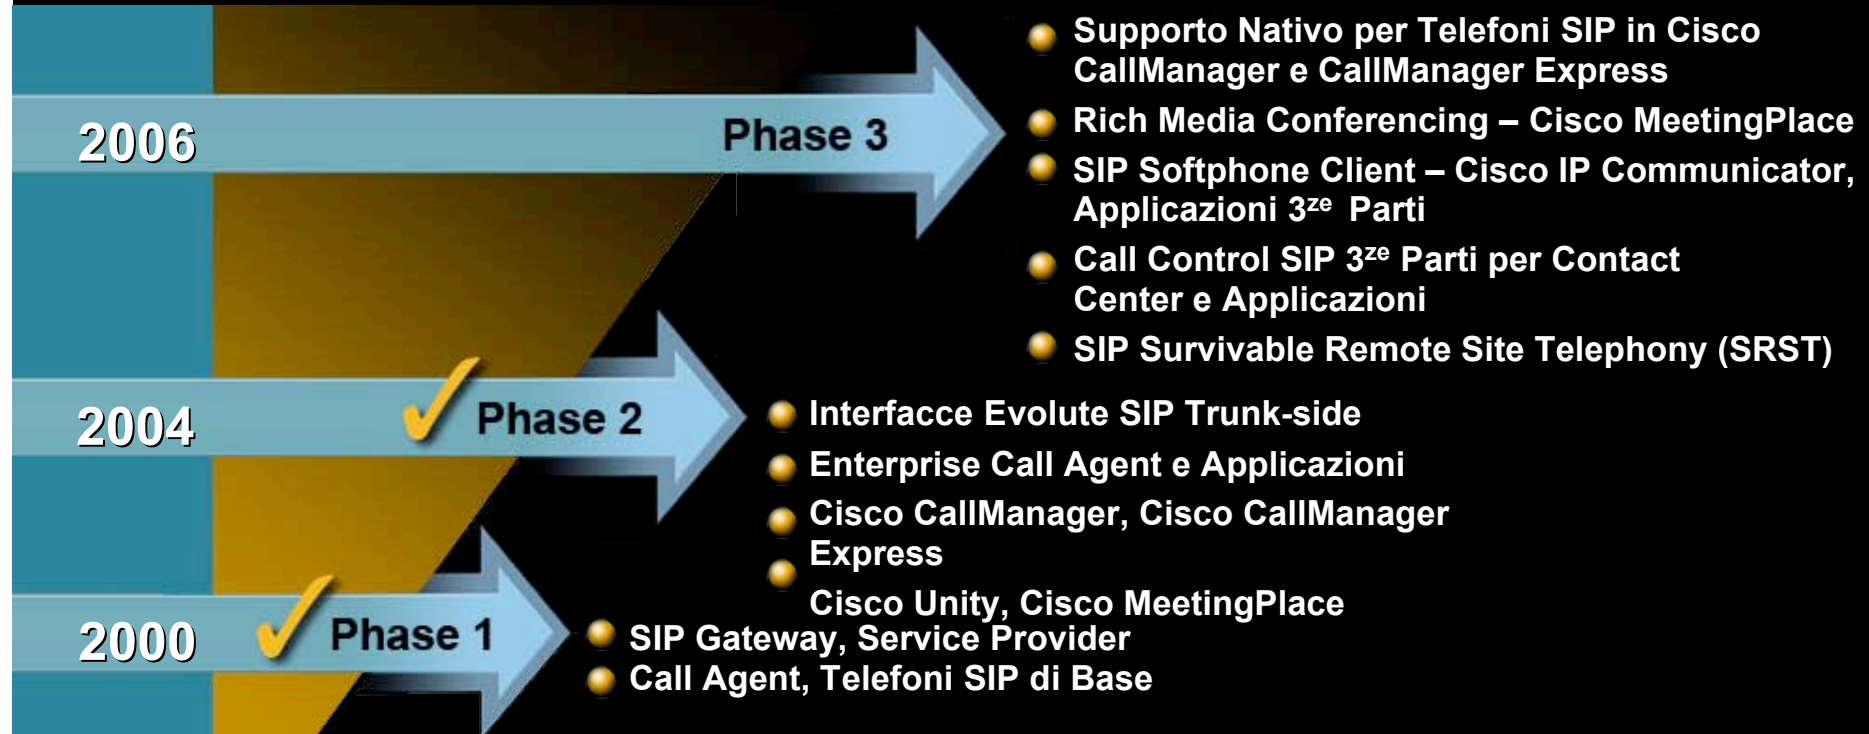 2006
Phase 3
Supporto Nativo per Telefoni SIP in Cisco
CallManager e CallManager Express
Rich Media Conferencing – Cisco MeetingPlace
SIP Softphone Client – Cisco IP Communicator,
Applicazioni 3ze Parti
Call Control SIP 3ze Parti per Contact
Center e Applicazioni
SIP Survivable Remote Site Telephony (SRST)
2004
Phase 2
Interfacce Evolute SIP Trunk-side
Enterprise Call Agent e Applicazioni
Cisco CallManager, Cisco CallManager
Express
Cisco Unity, Cisco MeetingPlace
2000
Phase 1
SIP Gateway, Service Provider
Call Agent, Telefoni SIP di Base